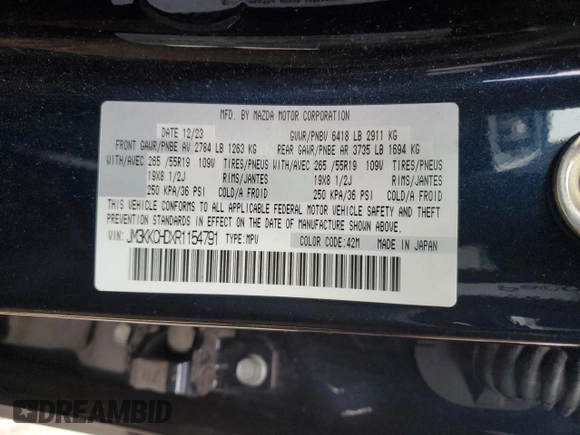 MFD. BY MAZDA MOTOR CORPORATION
DATE 12/23 GVWR/PNBV 6418 LB 2911 KG
FRONT GAWR/PNBE AV 2784 LB 1263 KG REAR GAWR/PNBE AR 3735 LB 1694 KG
WITH/AVEC 265 /55R19 109V TIRES/PNEUS WITH/AVEC 265 /55R19 109V TIRES/PNEUS
19X8 1/2J RIMS/JANTES 19X8 1/2J RIMS/JANTES
250 KPA/36 PSI COLD/A FROID 250 KPA/36 PSI COLD/A FROID
THIS VEHICLE CONFORMS TO ALL APPLICABLE FEDERAL MOTOR VEHICLE SAFETY AND THEFT
PREVENTION STANDARDS IN EFFECT ON THE DATE OF MANUFACTURE SHOWN ABOVE.
VIN: JM3KKCHDXR1154791 TYPE:MPV COLOR CODE:42M MADE IN JAPAN
DREAMBID